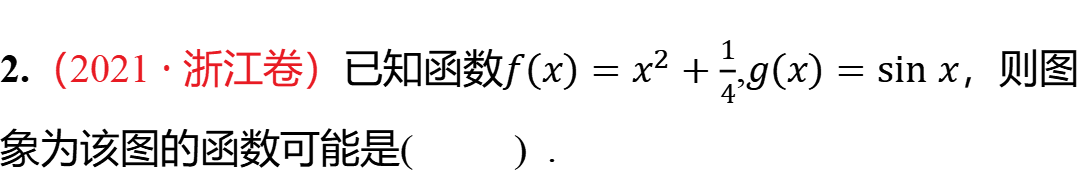 2.（2021 · 浙江卷）已知函数f(x) = x² + 1/4,g(x) = sin x，则图
象为该图的函数可能是(      ) .